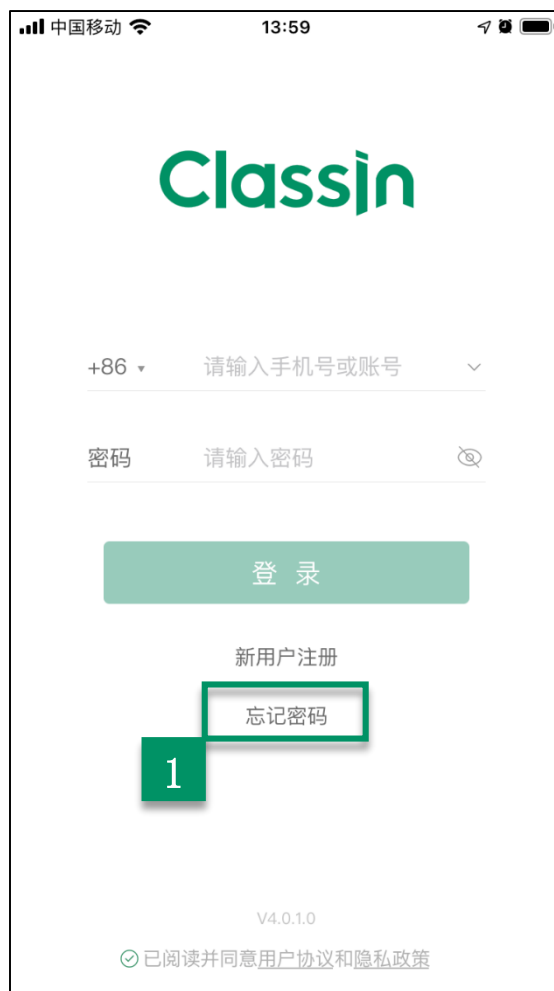 中国移动 13:59
ClassIn
+86 请输入手机号或账号
密码 请输入密码
登 录
新用户注册
忘记密码
1
V4.0.1.0
已阅读并同意用户协议和隐私政策